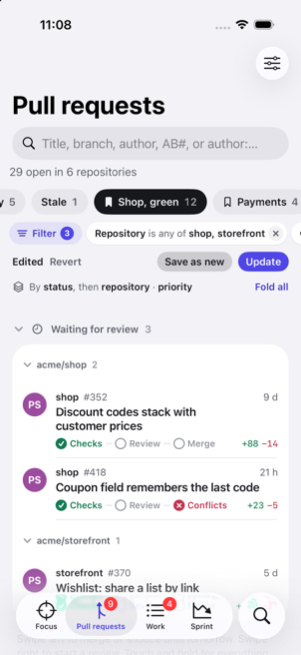 11:08
Pull requests
Title, branch, author, AB#, or author:...
29 open in 6 repositories
y 5 Stale 1 Shop, green 12 Payments 4
Filter 3 Repository is any of shop, storefront ×
Edited Revert Save as new Update
By status, then repository · priority Fold all
Waiting for review 3
acme/shop 2
PS shop #352 9 d
Discount codes stack with
customer prices
Checks Review Merge +88 −14
PS shop #418 21 h
Coupon field remembers the last code
Checks Review Conflicts +23 −5
acme/storefront 1
PS storefront #370 5 d
Wishlist: share a list by link
9 4
Focus Pull requests Work Sprint